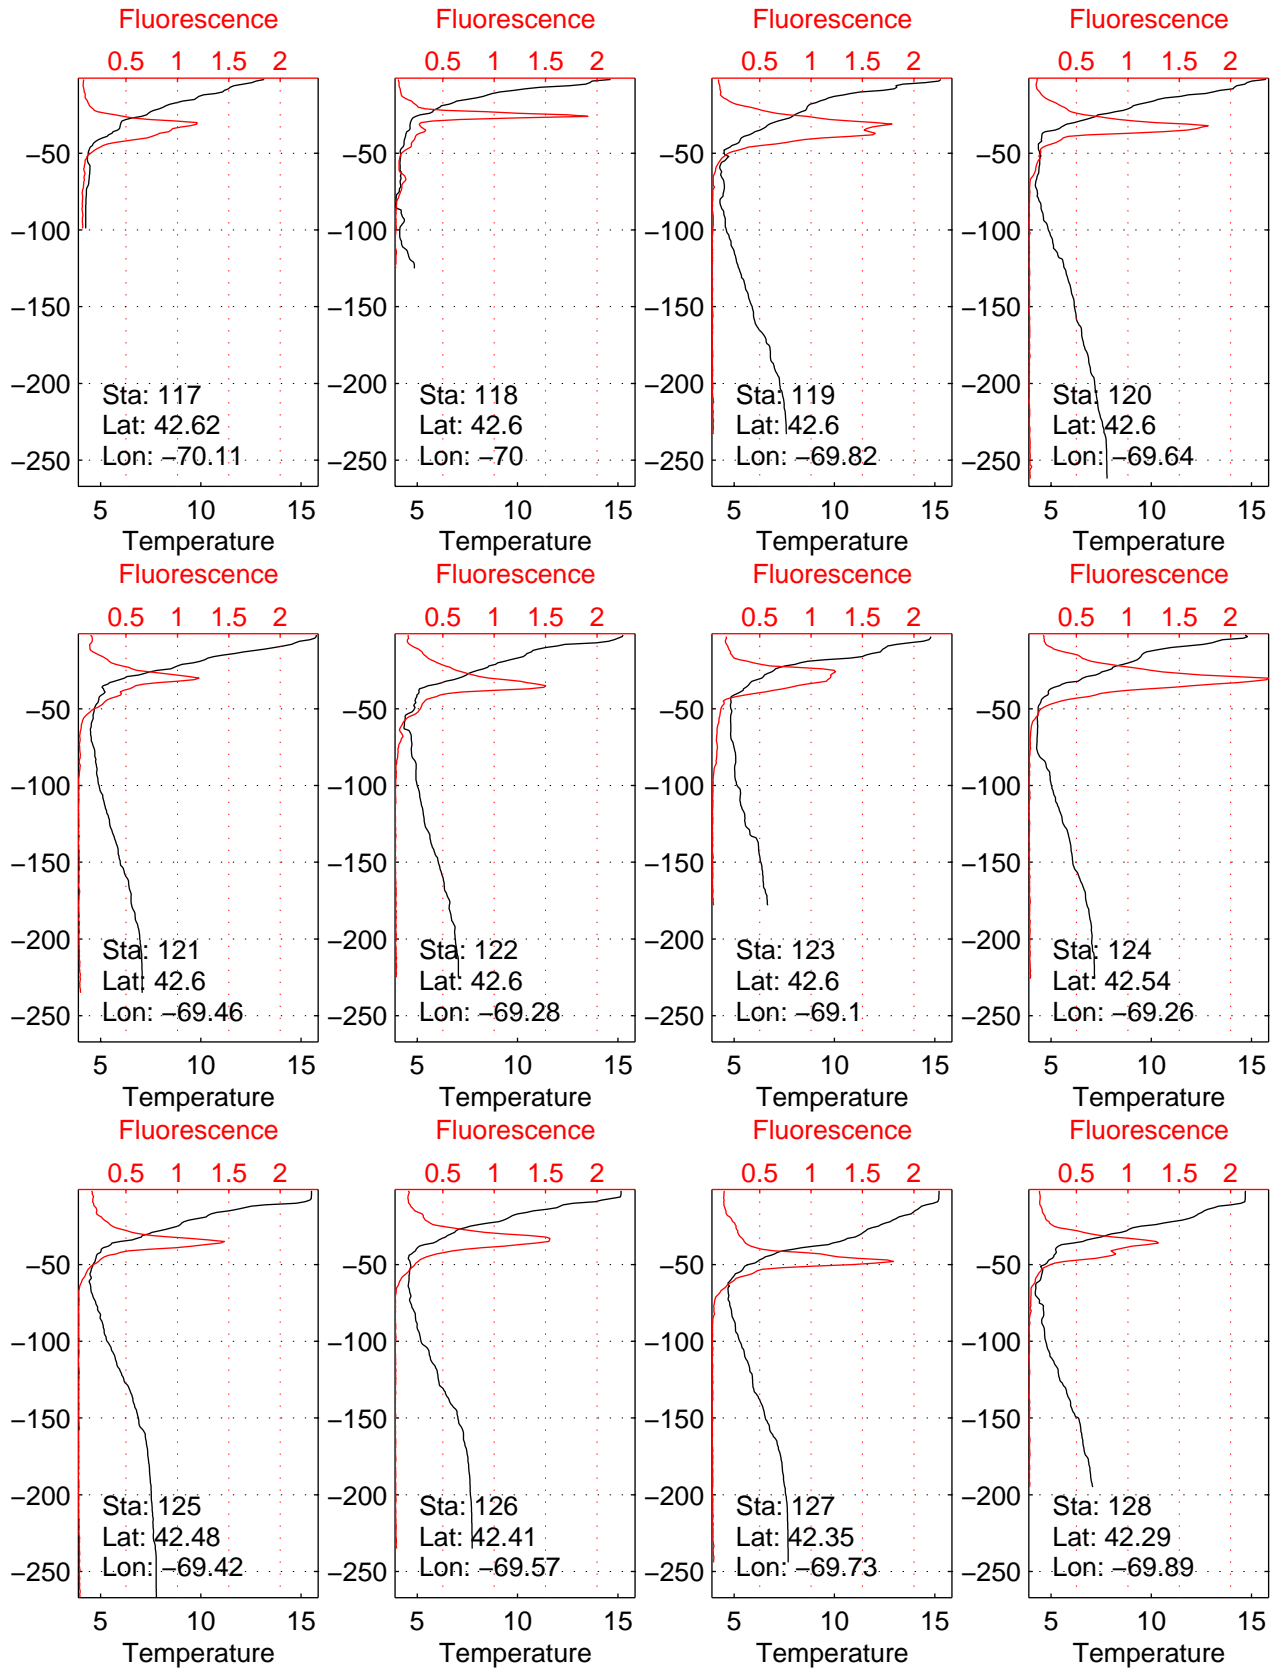 Fluorescence Fluorescence Fluorescence Fluorescence
0.5 1 1.5 2 0.5 1 1.5 2 0.5 1 1.5 2 0.5 1 1.5 2
−50 −50 −50 −50
−100 −100 −100 −100
−150 −150 −150 −150
−200 −200 −200 −200
Sta: 117 Sta: 118 Sta: 119 Sta: 120
Lat: 42.62 Lat: 42.6 Lat: 42.6 Lat: 42.6
−250 Lon: −70.11 −250 Lon: −70 −250 Lon: −69.82 −250 Lon: −69.64
5 10 15 5 10 15 5 10 15 5 10 15
Temperature Temperature Temperature Temperature
Fluorescence Fluorescence Fluorescence Fluorescence
0.5 1 1.5 2 0.5 1 1.5 2 0.5 1 1.5 2 0.5 1 1.5 2
−50 −50 −50 −50
−100 −100 −100 −100
−150 −150 −150 −150
−200 −200 −200 −200
Sta: 121 Sta: 122 Sta: 123 Sta: 124
Lat: 42.6 Lat: 42.6 Lat: 42.6 Lat: 42.54
−250 Lon: −69.46 −250 Lon: −69.28 −250 Lon: −69.1 −250 Lon: −69.26
5 10 15 5 10 15 5 10 15 5 10 15
Temperature Temperature Temperature Temperature
Fluorescence Fluorescence Fluorescence Fluorescence
0.5 1 1.5 2 0.5 1 1.5 2 0.5 1 1.5 2 0.5 1 1.5 2
−50 −50 −50 −50
−100 −100 −100 −100
−150 −150 −150 −150
−200 −200 −200 −200
Sta: 125 Sta: 126 Sta: 127 Sta: 128
Lat: 42.48 Lat: 42.41 Lat: 42.35 Lat: 42.29
−250 Lon: −69.42 −250 Lon: −69.57 −250 Lon: −69.73 −250 Lon: −69.89
5 10 15 5 10 15 5 10 15 5 10 15
Temperature Temperature Temperature Temperature